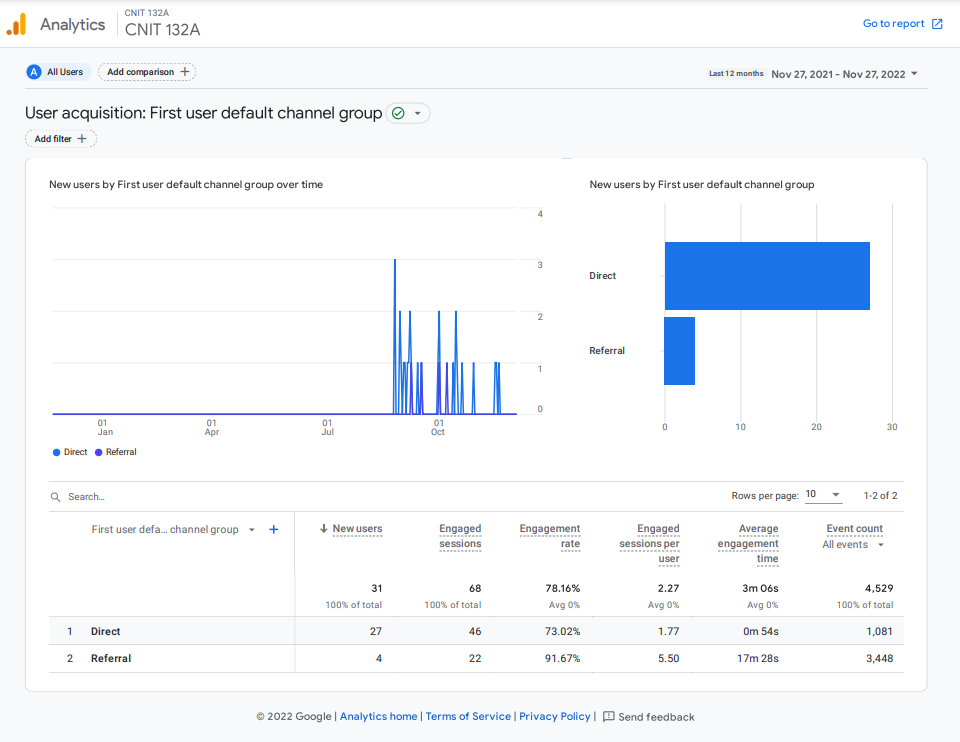 Analytics
CNIT 132A
CNIT 132A
Go to report
A All Users
Add comparison +
Last 12 months Nov 27, 2021 - Nov 27, 2022
User acquisition: First user default channel group
Add filter +
New users by First user default channel group over time
4
3
2
1
0
01 Jan
01 Apr
01 Jul
01 Oct
Direct Referral
New users by First user default channel group
Direct
Referral
0 10 20 30
Search...
Rows per page: 10 1-2 of 2
First user defa... channel group +
New users
Engaged sessions
Engagement rate
Engaged sessions per user
Average engagement time
Event count
All events
31 68 78.16% 2.27 3m 06s 4,529
100% of total 100% of total Avg 0% Avg 0% Avg 0% 100% of total
1 Direct 27 46 73.02% 1.77 0m 54s 1,081
2 Referral 4 22 91.67% 5.50 17m 28s 3,448
© 2022 Google | Analytics home | Terms of Service | Privacy Policy | Send feedback